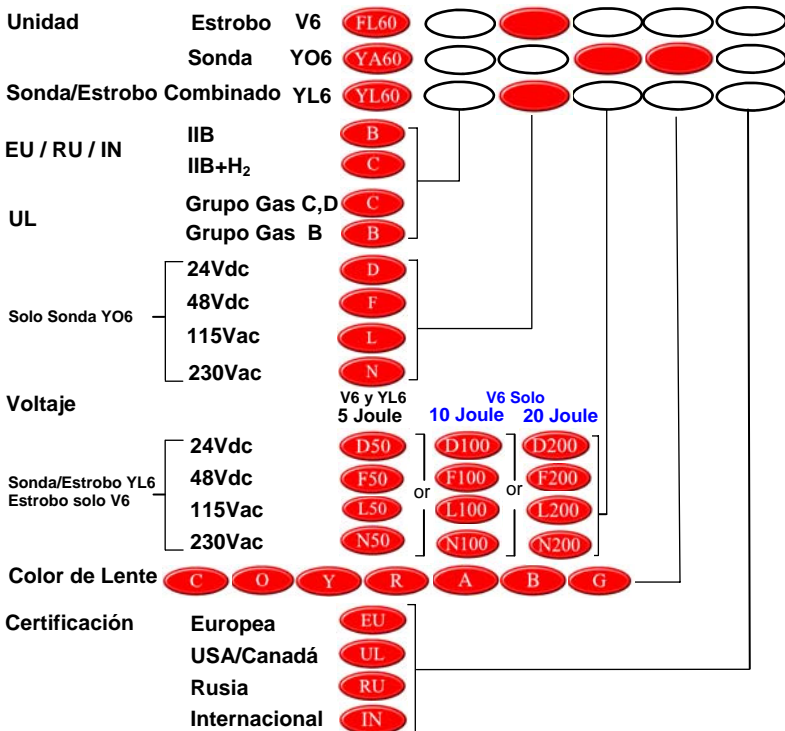 Unidad Estrobo V6 FL60
Sonda YO6 YA60
Sonda/Estrobo Combinado YL6 YL60
EU / RU / IN IIB B
IIB+H₂ C
UL Grupo Gas C,D C
Grupo Gas B B
24Vdc D
Solo Sonda YO6 48Vdc F
115Vac L
230Vac N
Voltaje V6 y YL6 V6 Solo
5 Joule 10 Joule 20 Joule
24Vdc D50 D100 D200
Sonda/Estrobo YL6 48Vdc F50 or F100 or F200
Estrobo solo V6 115Vac L50 L100 L200
230Vac N50 N100 N200
Color de Lente C O Y R A B G
Certificación Europea EU
USA/Canadá UL
Rusia RU
Internacional IN